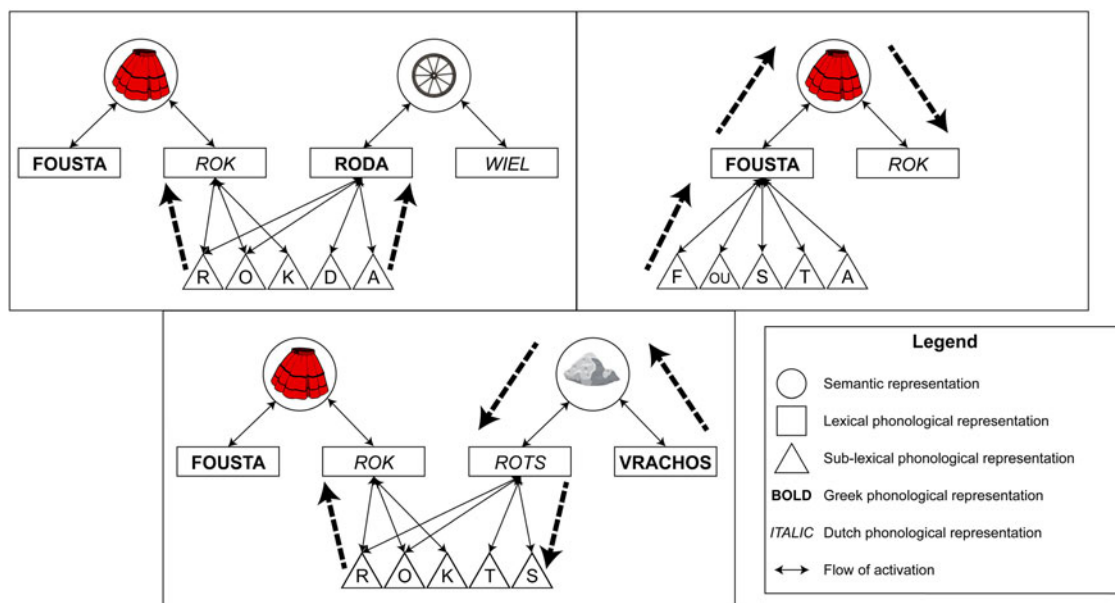 FOUSTA ROK RODA WIEL
R O K D A
FOUSTA ROK
F OU S T A
FOUSTA ROK ROTS VRACHOS
R O K T S
Legend
Semantic representation
Lexical phonological representation
Sub-lexical phonological representation
BOLD Greek phonological representation
ITALIC Dutch phonological representation
Flow of activation